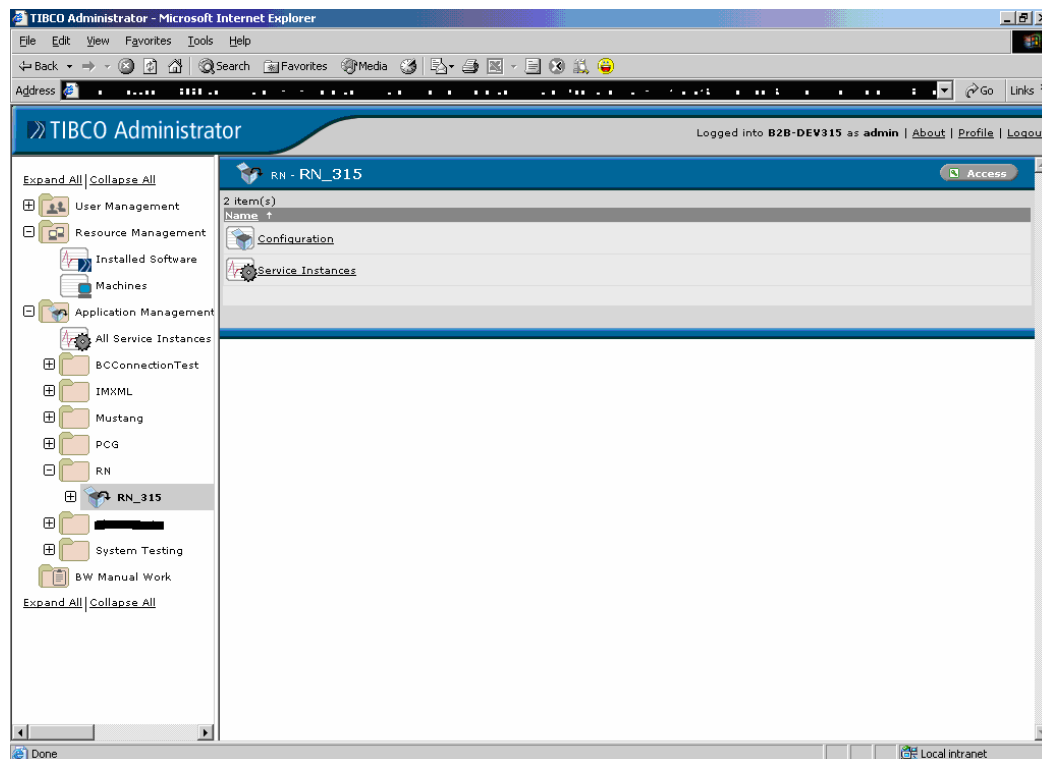 TIBCO Administrator - Microsoft Internet Explorer
File Edit View Favorites Tools Help
Back Search Favorites Media
Address Go Links
TIBCO Administrator
Logged into B2B-DEV315 as admin | About | Profile | Logou
Expand All | Collapse All
User Management
Resource Management
Installed Software
Machines
Application Management
All Service Instances
BCConnectionTest
IMXML
Mustang
PCG
RN
RN_315
System Testing
BW Manual Work
Expand All | Collapse All
RN - RN_315
Access
2 item(s)
Name
Configuration
Service Instances
Done
Local intranet